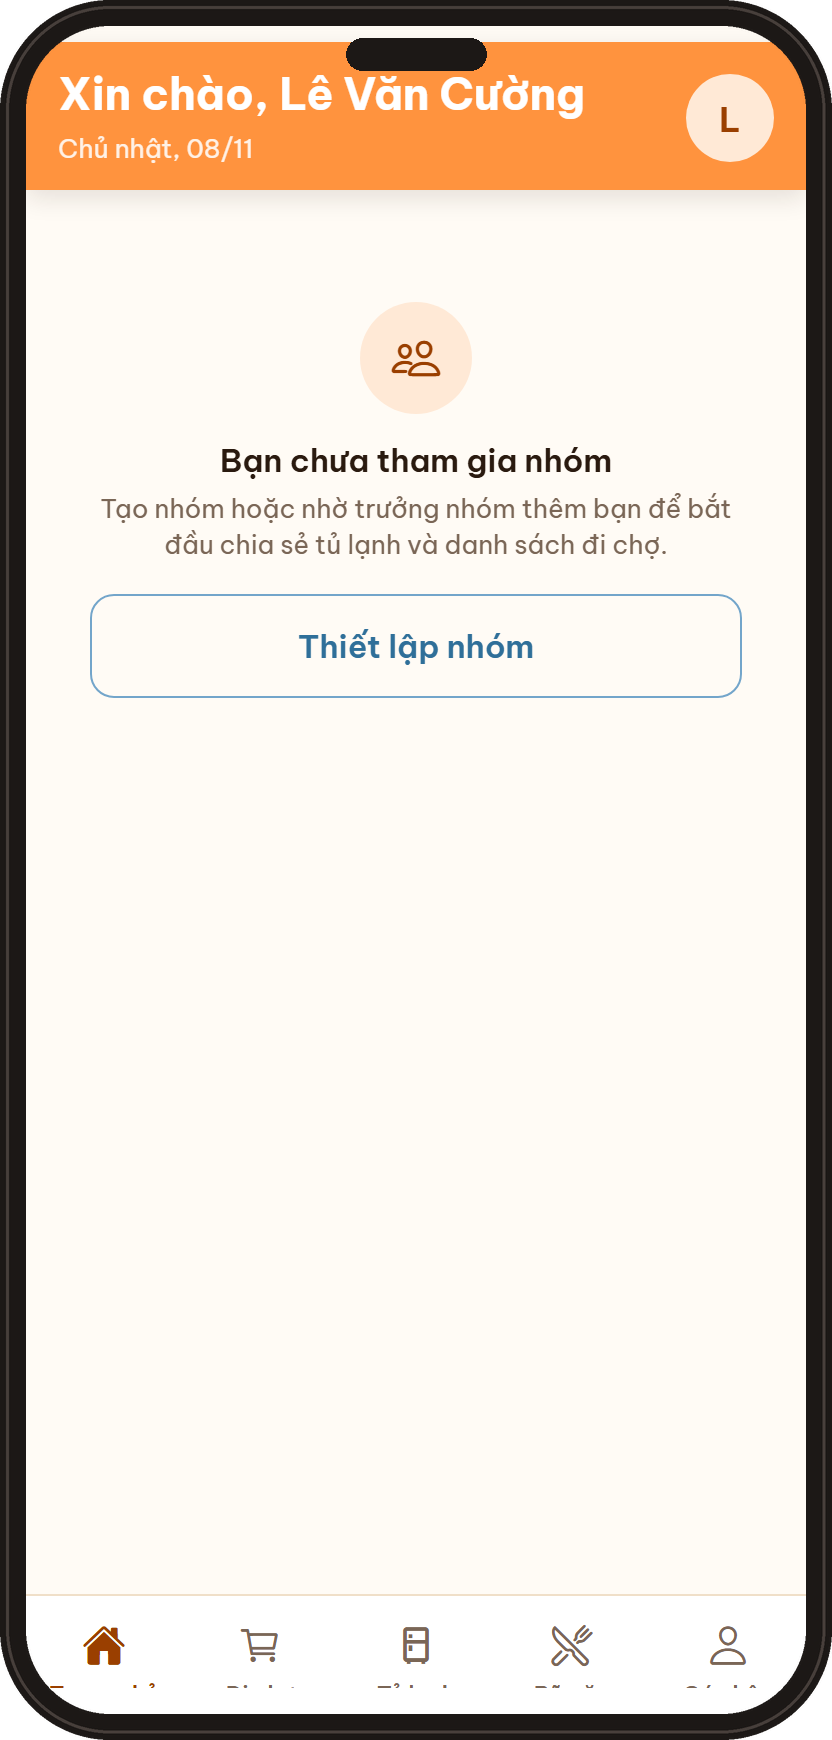 Xin chào, Lê Văn Cường
Chủ nhật, 08/11
L
Bạn chưa tham gia nhóm
Tạo nhóm hoặc nhờ trưởng nhóm thêm bạn để bắt
đầu chia sẻ tủ lạnh và danh sách đi chợ.
Thiết lập nhóm